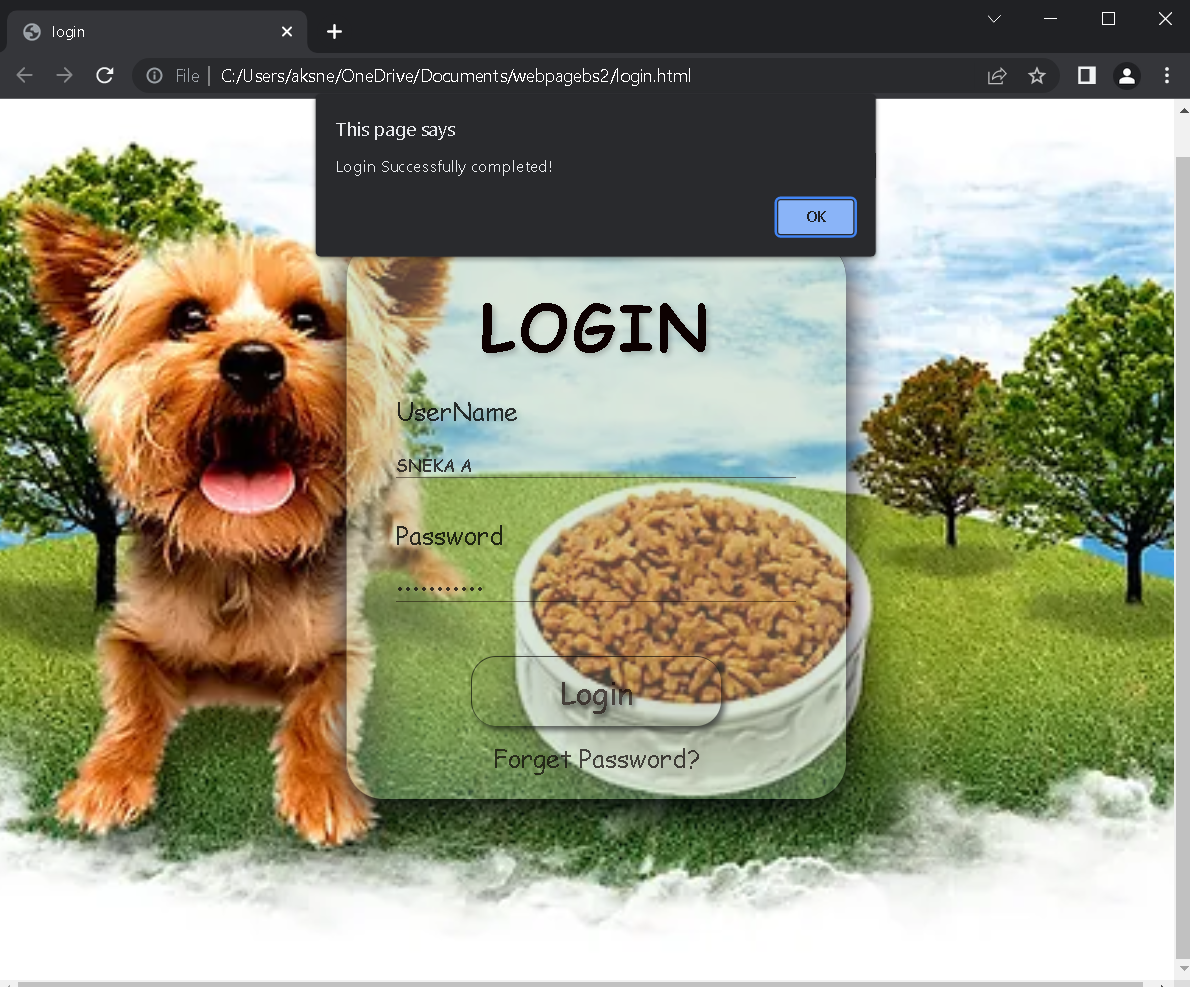 login
File | C:/Users/aksne/OneDrive/Documents/webpagebs2/login.html
This page says
Login Successfully completed!
OK
LOGIN
UserName
SNEKA A
Password
•••••••••••
Login
Forget Password?